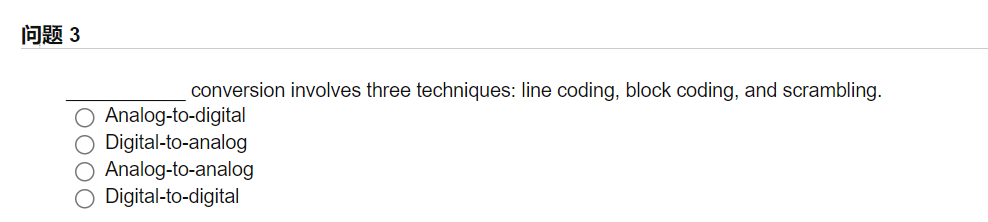 问题 3
____________ conversion involves three techniques: line coding, block coding, and scrambling.
Analog-to-digital
Digital-to-analog
Analog-to-analog
Digital-to-digital